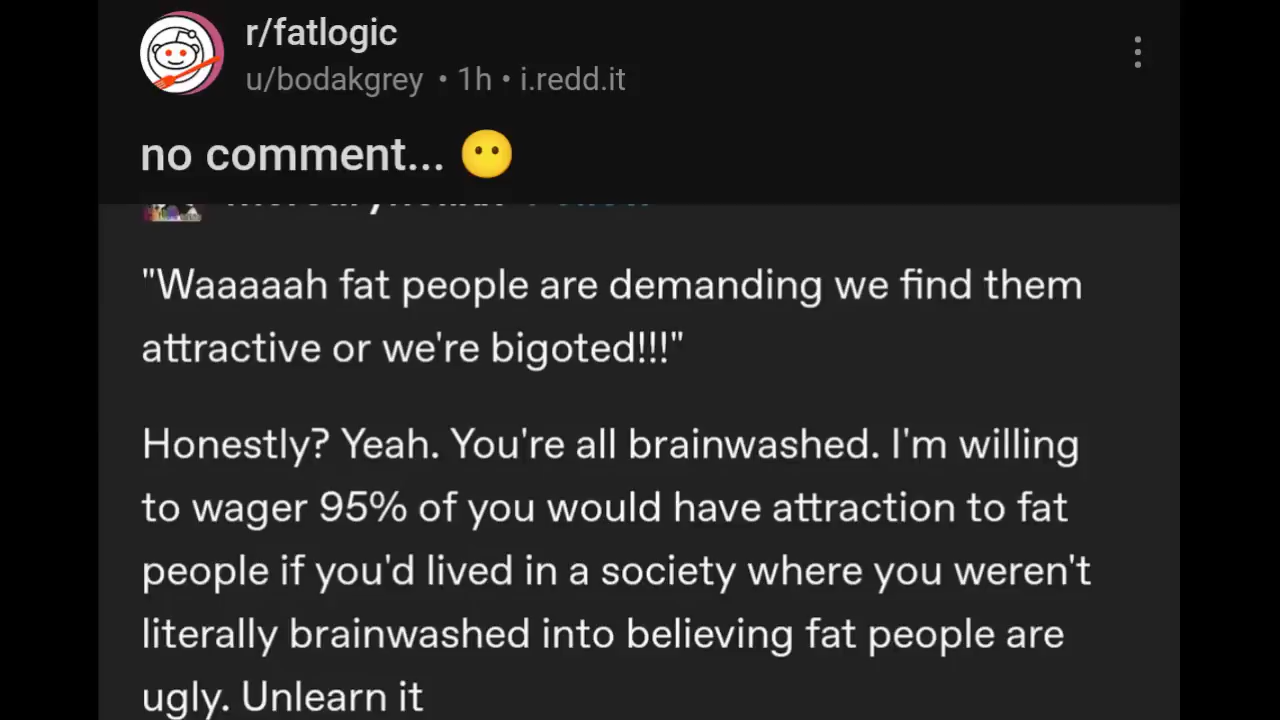 r/fatlogic
u/bodakgrey • 1h • i.redd.it
no comment... 😶
"Waaaaah fat people are demanding we find them
attractive or we're bigoted!!!"
Honestly? Yeah. You're all brainwashed. I'm willing
to wager 95% of you would have attraction to fat
people if you'd lived in a society where you weren't
literally brainwashed into believing fat people are
ugly. Unlearn it